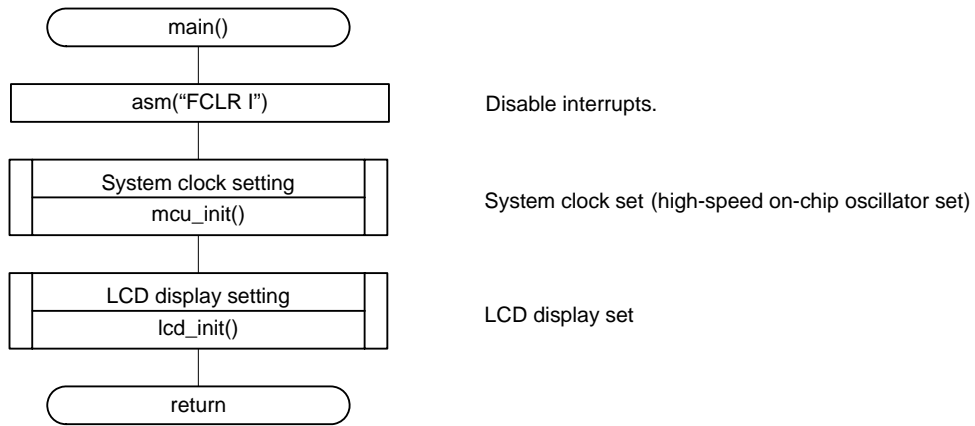 main()
asm(“FCLR I”)
Disable interrupts.
System clock setting
mcu_init()
System clock set (high-speed on-chip oscillator set)
LCD display setting
lcd_init()
LCD display set
return